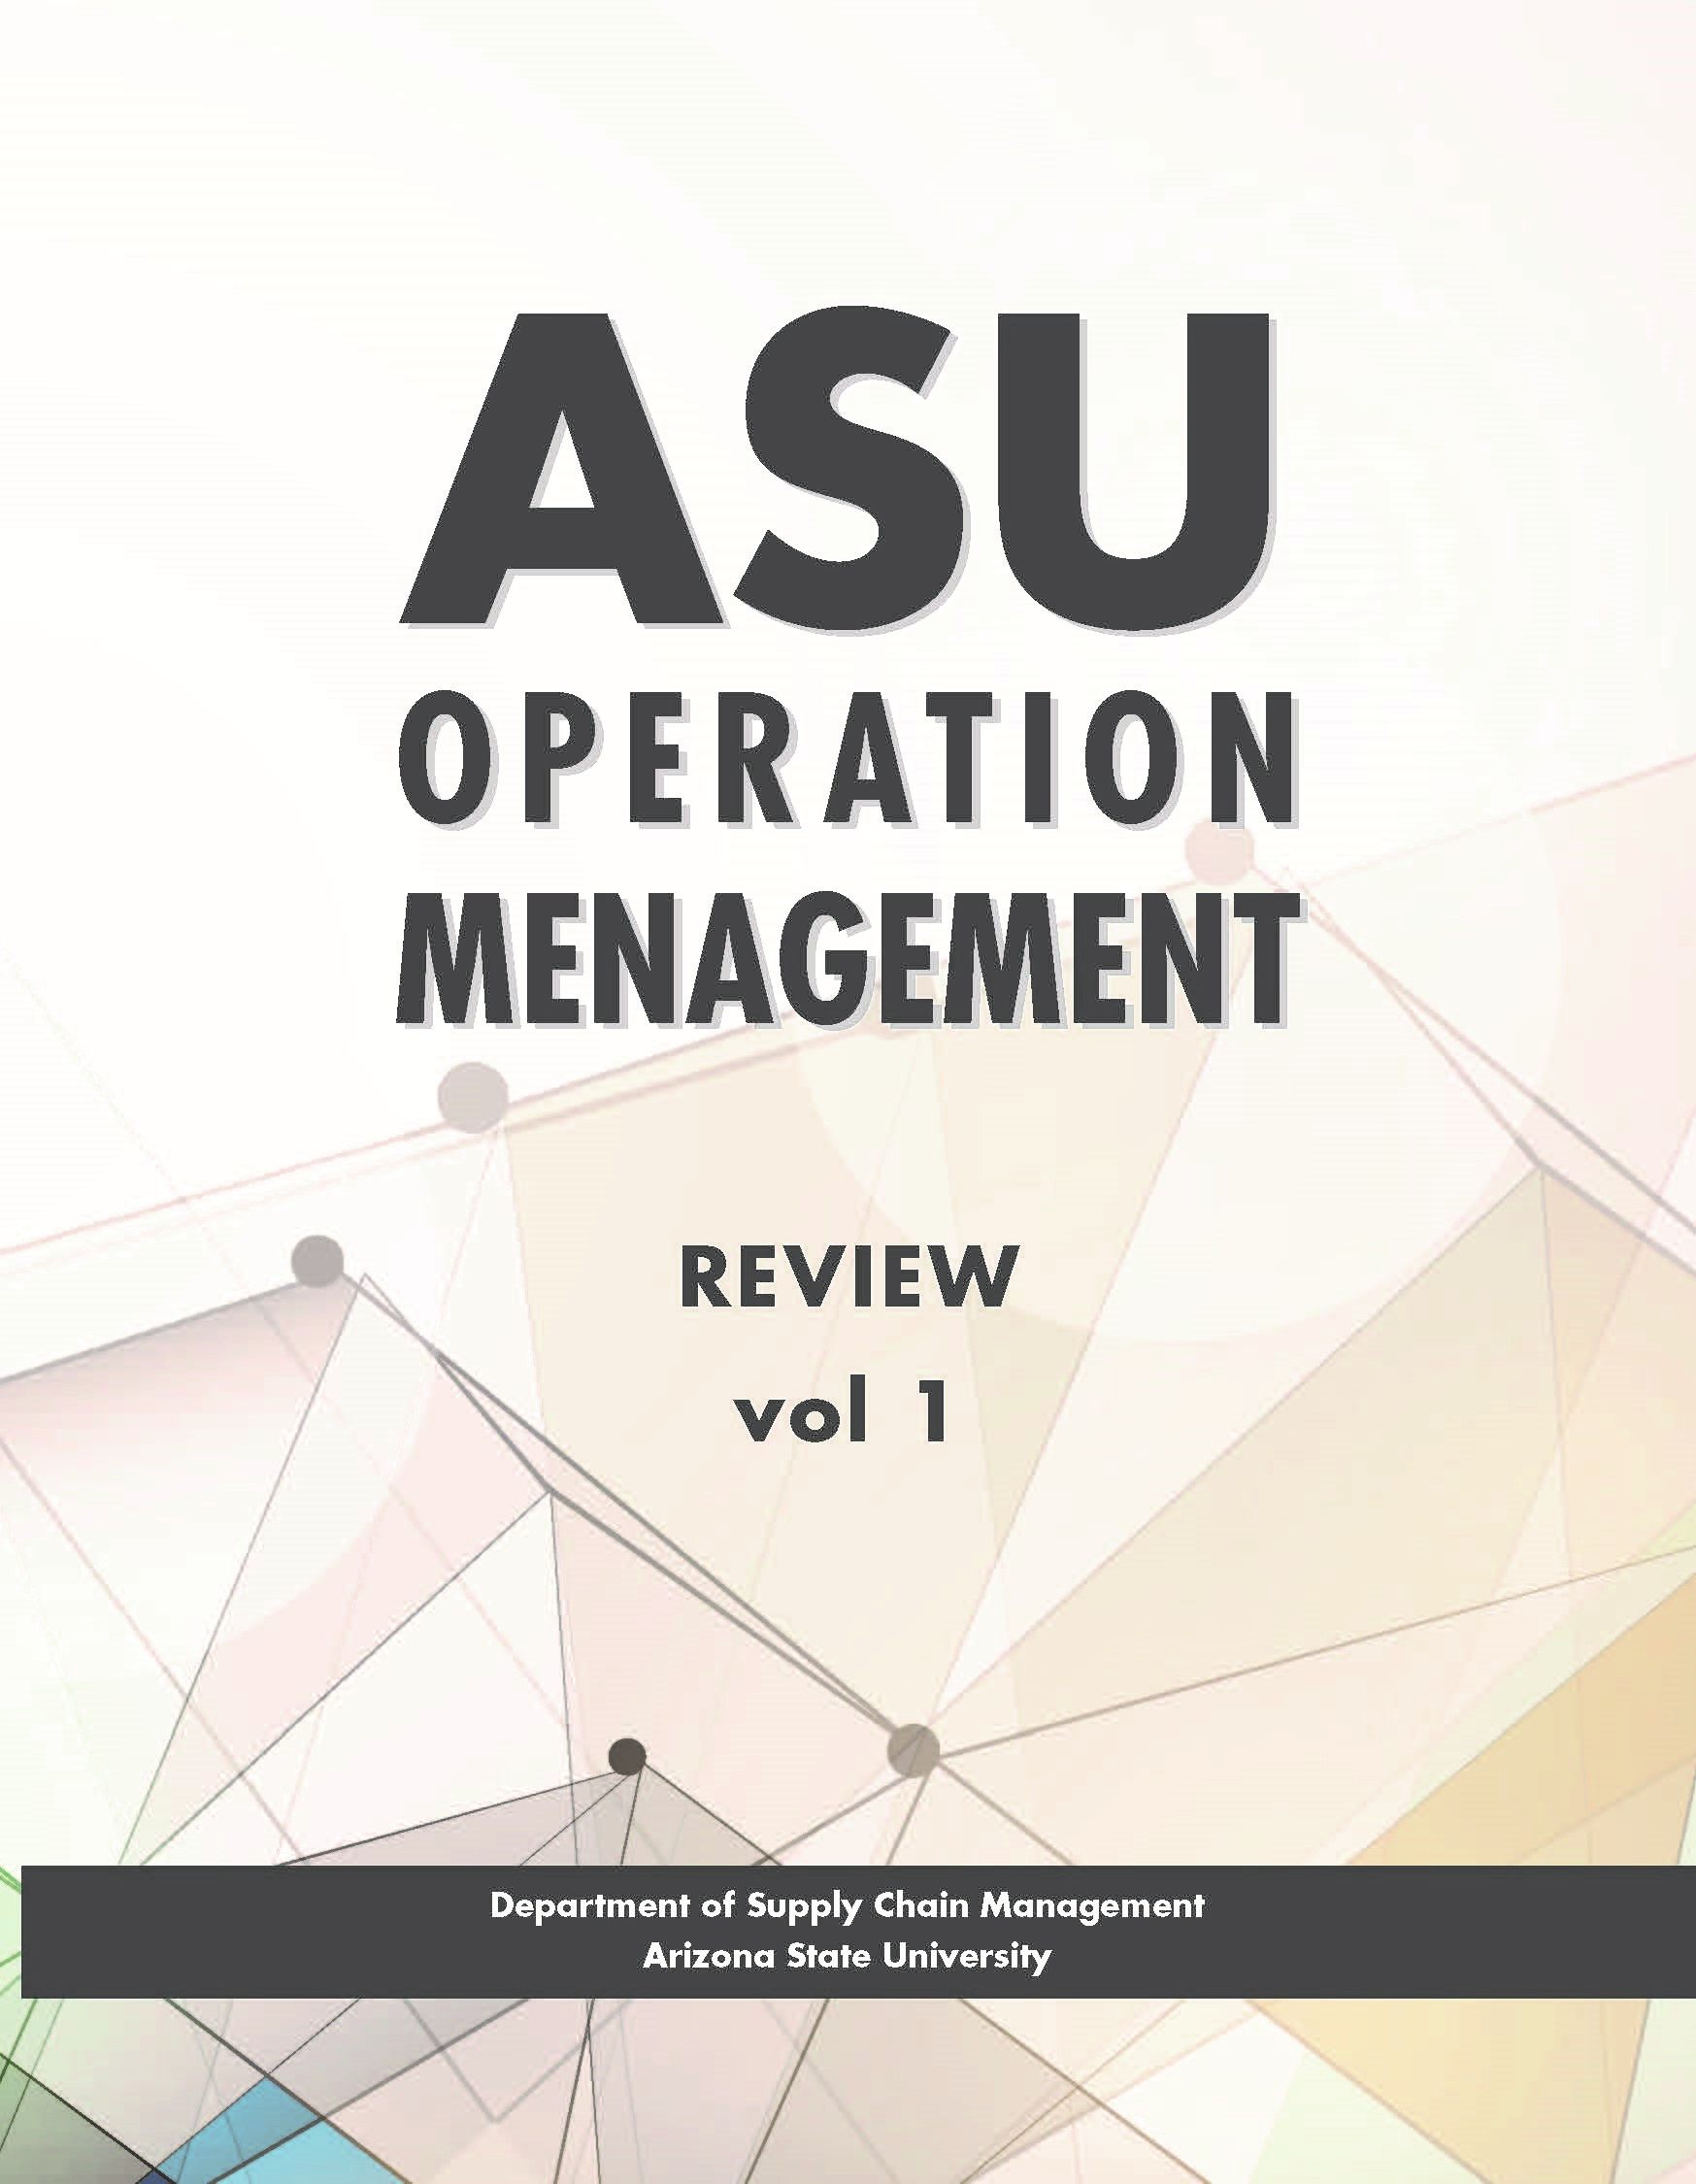 ASU
OPERATION
MENAGEMENT
REVIEW
vol 1
Department of Supply Chain Management
Arizona State University